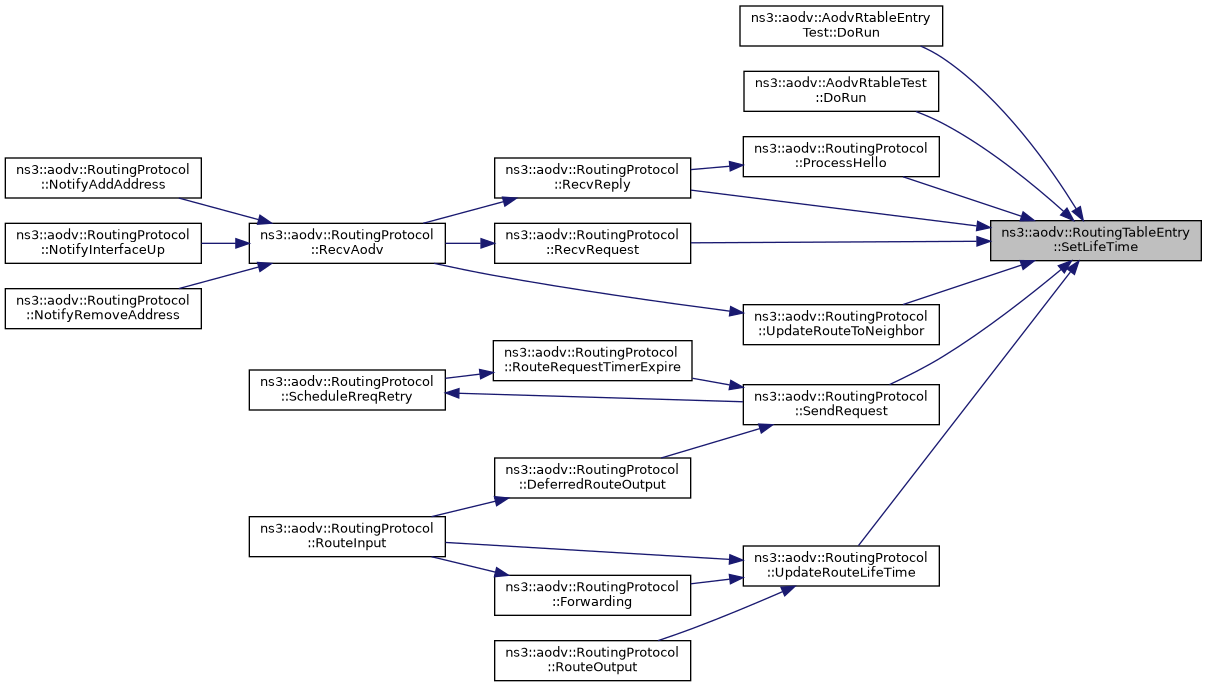 ns3::aodv::AodvRtableEntry
Test::DoRun
ns3::aodv::AodvRtableTest
::DoRun
ns3::aodv::RoutingProtocol
::ProcessHello
ns3::aodv::RoutingProtocol
::NotifyAddAddress
ns3::aodv::RoutingProtocol
::RecvReply
ns3::aodv::RoutingProtocol
::NotifyInterfaceUp
ns3::aodv::RoutingProtocol
::RecvAodv
ns3::aodv::RoutingProtocol
::RecvRequest
ns3::aodv::RoutingTableEntry
::SetLifeTime
ns3::aodv::RoutingProtocol
::NotifyRemoveAddress
ns3::aodv::RoutingProtocol
::UpdateRouteToNeighbor
ns3::aodv::RoutingProtocol
::RouteRequestTimerExpire
ns3::aodv::RoutingProtocol
::ScheduleRreqRetry
ns3::aodv::RoutingProtocol
::SendRequest
ns3::aodv::RoutingProtocol
::DeferredRouteOutput
ns3::aodv::RoutingProtocol
::RouteInput
ns3::aodv::RoutingProtocol
::UpdateRouteLifeTime
ns3::aodv::RoutingProtocol
::Forwarding
ns3::aodv::RoutingProtocol
::RouteOutput